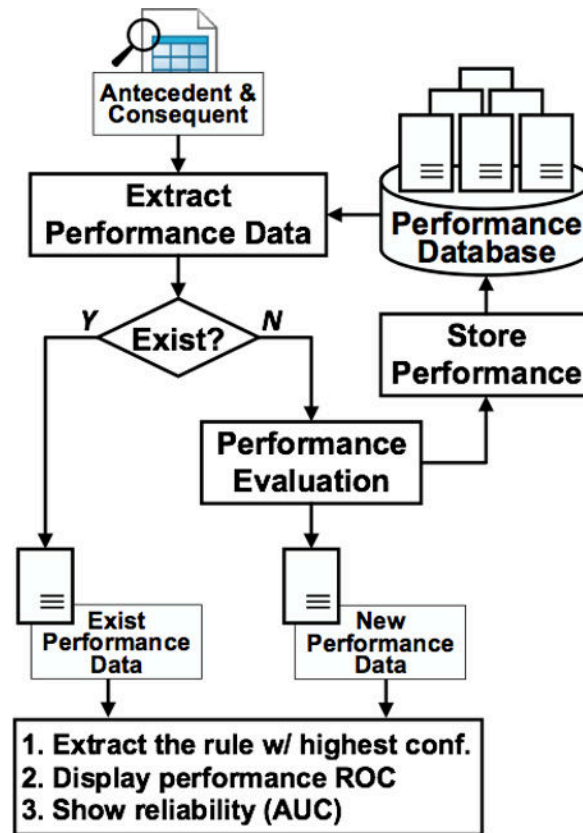 Antecedent &
Consequent
Extract
Performance Data
Performance
Database
Y
Exist?
N
Store
Performance
Performance
Evaluation
Exist
Performance
Data
New
Performance
Data
1. Extract the rule w/ highest conf.
2. Display performance ROC
3. Show reliability (AUC)